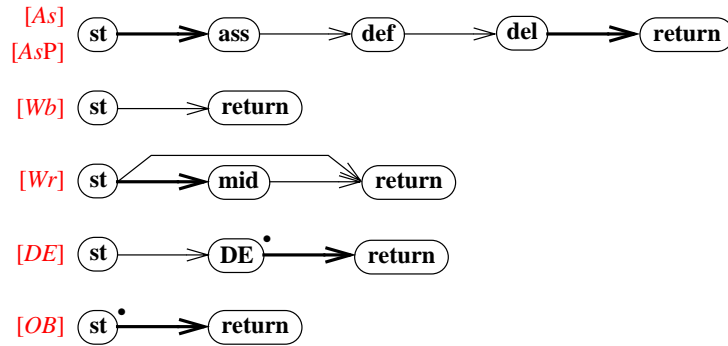 [As]
[AsP] st ass def del return
[Wb] st return
[Wr] st mid return
[DE] st DE return
[OB] st return